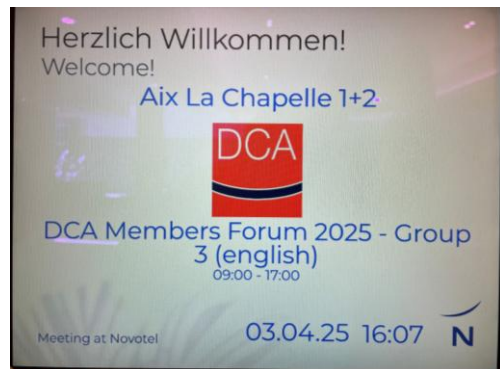 Herzlich Willkommen!
Welcome!
Aix La Chapelle 1+2
DCA
DCA Members Forum 2025 - Group
3 (english)
09:00 - 17:00
Meeting at Novotel
03.04.25 16:07 N